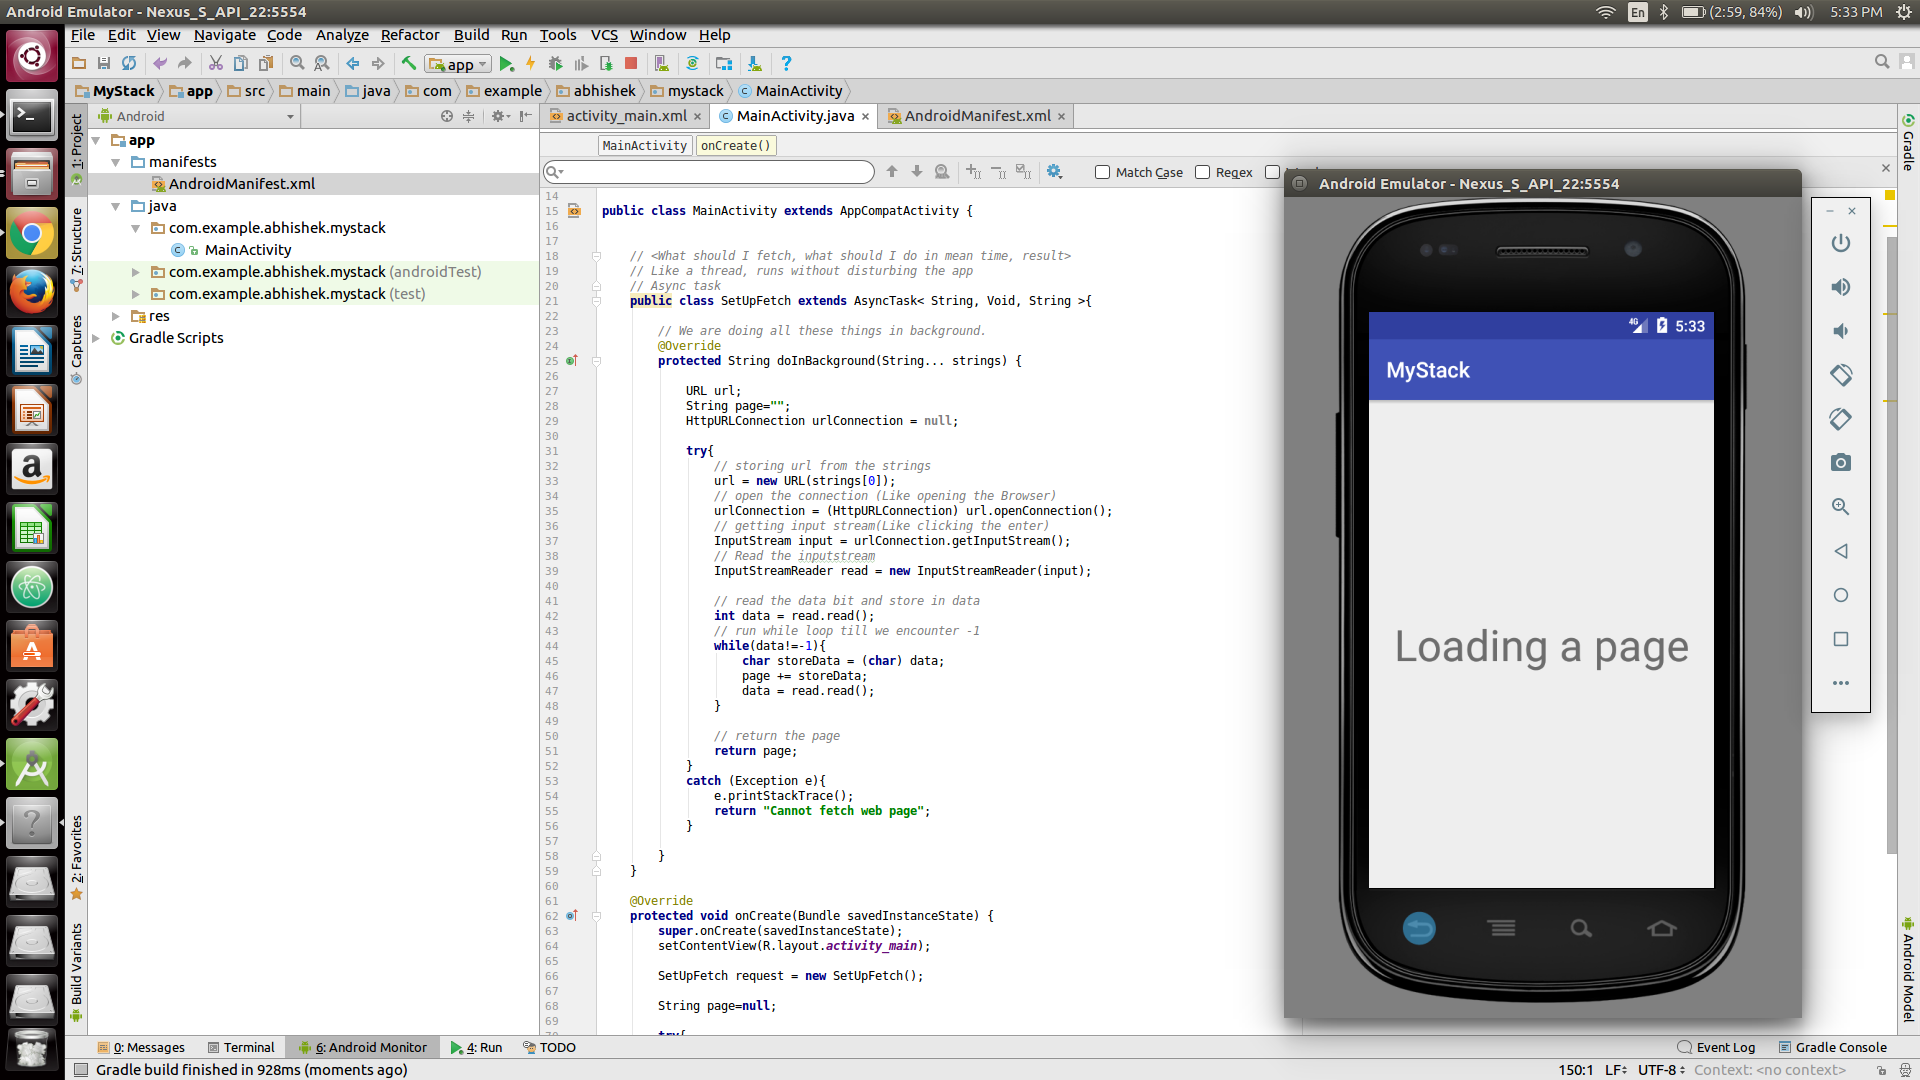 Android Emulator - Nexus_S_API_22:5554
En (2:59, 84%) 5:33 PM
File Edit View Navigate Code Analyze Refactor Build Run Tools VCS Window Help
app
MyStack app src main java com example abhishek mystack MainActivity
Android
activity_main.xml MainActivity.java AndroidManifest.xml
1: Project
7: Structure
Captures
2: Favorites
Build Variants
app
manifests
AndroidManifest.xml
java
com.example.abhishek.mystack
MainActivity
com.example.abhishek.mystack (androidTest)
com.example.abhishek.mystack (test)
res
Gradle Scripts
MainActivity onCreate()
Match Case Regex
14
15 public class MainActivity extends AppCompatActivity {
16
17
18 // <What should I fetch, what should I do in mean time, result>
19 // Like a thread, runs without disturbing the app
20 // Async task
21 public class SetUpFetch extends AsyncTask< String, Void, String >{
22
23 // We are doing all these things in background.
24 @Override
25 protected String doInBackground(String... strings) {
26
27 URL url;
28 String page="";
29 HttpURLConnection urlConnection = null;
30
31 try{
32 // storing url from the strings
33 url = new URL(strings[0]);
34 // open the connection (Like opening the Browser)
35 urlConnection = (HttpURLConnection) url.openConnection();
36 // getting input stream(Like clicking the enter)
37 InputStream input = urlConnection.getInputStream();
38 // Read the inputstream
39 InputStreamReader read = new InputStreamReader(input);
40
41 // read the data bit and store in data
42 int data = read.read();
43 // run while loop till we encounter -1
44 while(data!=-1){
45 char storeData = (char) data;
46 page += storeData;
47 data = read.read();
48 }
49
50 // return the page
51 return page;
52 }
53 catch (Exception e){
54 e.printStackTrace();
55 return "Cannot fetch web page";
56 }
57
58 }
59 }
60
61 @Override
62 protected void onCreate(Bundle savedInstanceState) {
63 super.onCreate(savedInstanceState);
64 setContentView(R.layout.activity_main);
65
66 SetUpFetch request = new SetUpFetch();
67
68 String page=null;
69
try{
Android Emulator - Nexus_S_API_22:5554
4G 5:33
MyStack
Loading a page
Gradle
Android Model
0: Messages Terminal 6: Android Monitor 4: Run TODO
Event Log Gradle Console
Gradle build finished in 928ms (moments ago)
150:1 LF UTF-8 Context: <no context>